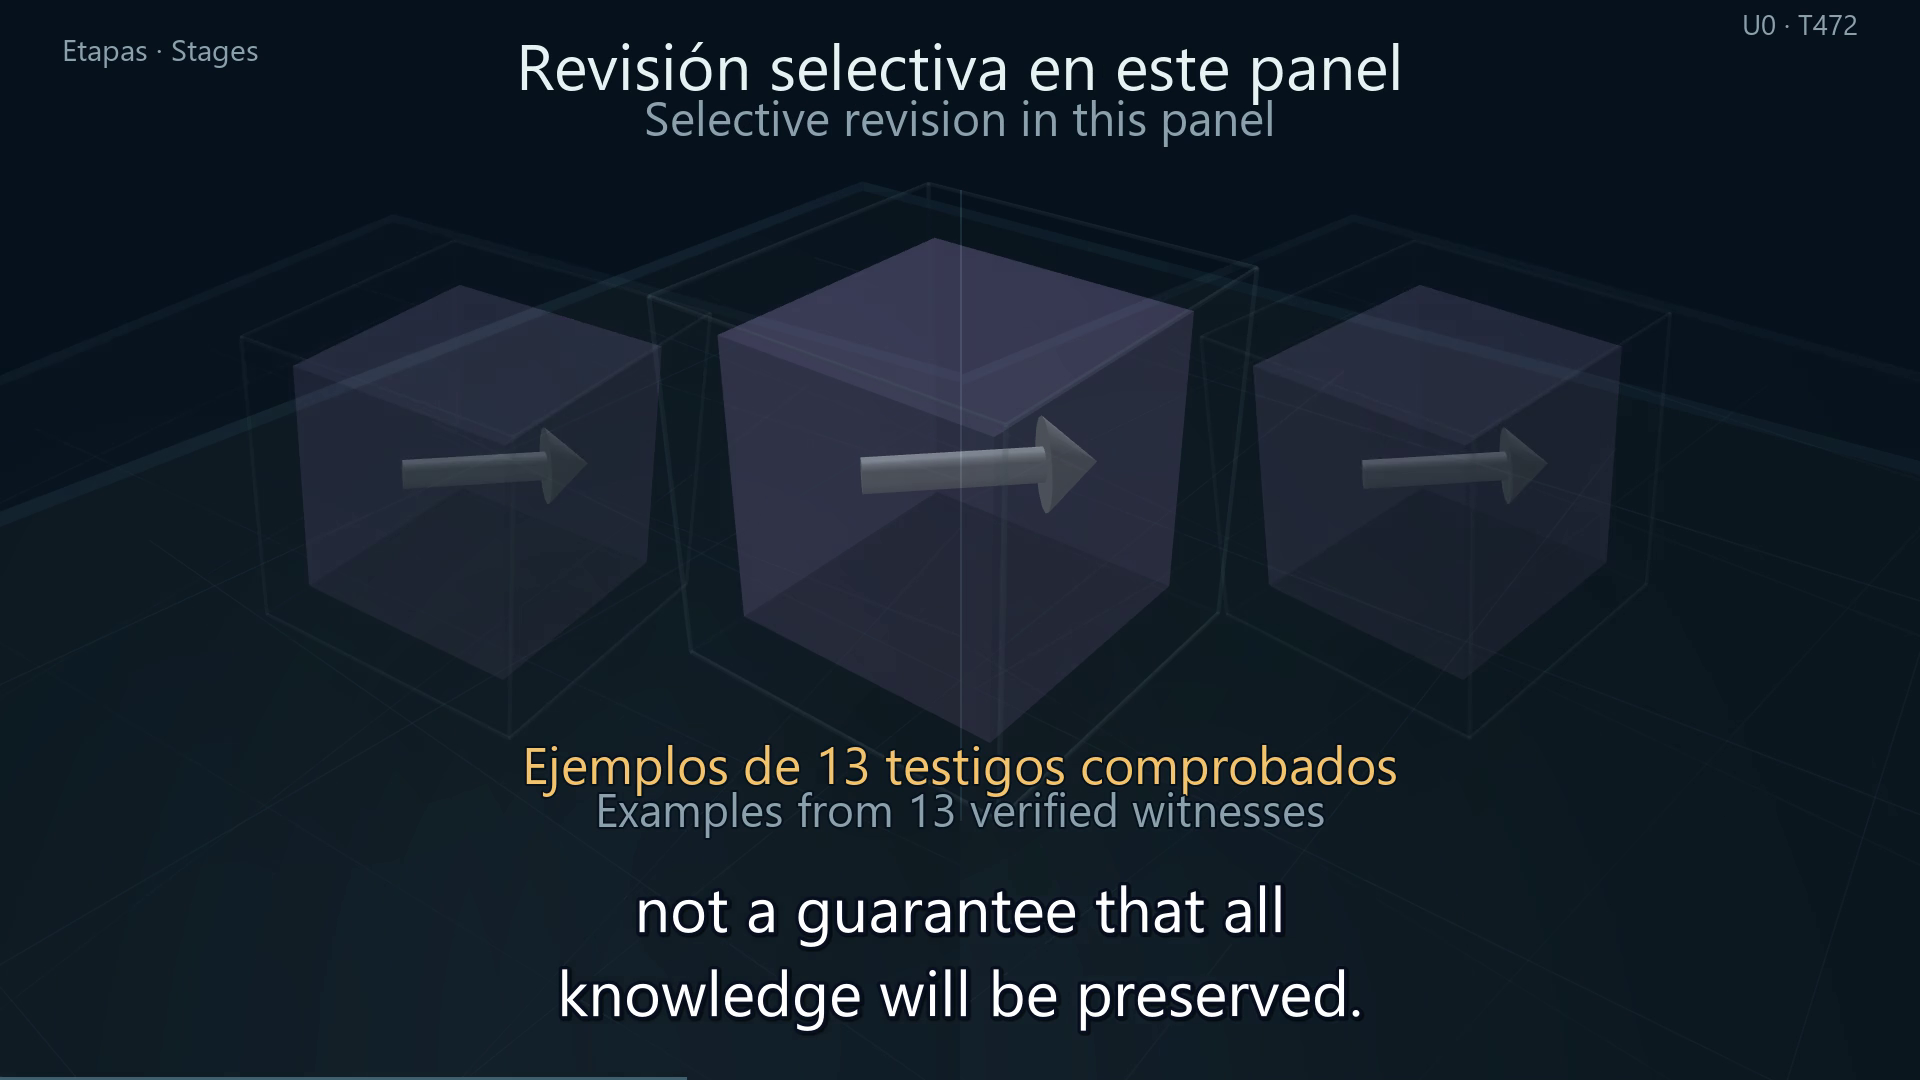 Etapas · Stages
U0 · T472
Revisión selectiva en este panel
Selective revision in this panel
Ejemplos de 13 testigos comprobados
Examples from 13 verified witnesses
not a guarantee that all
knowledge will be preserved.